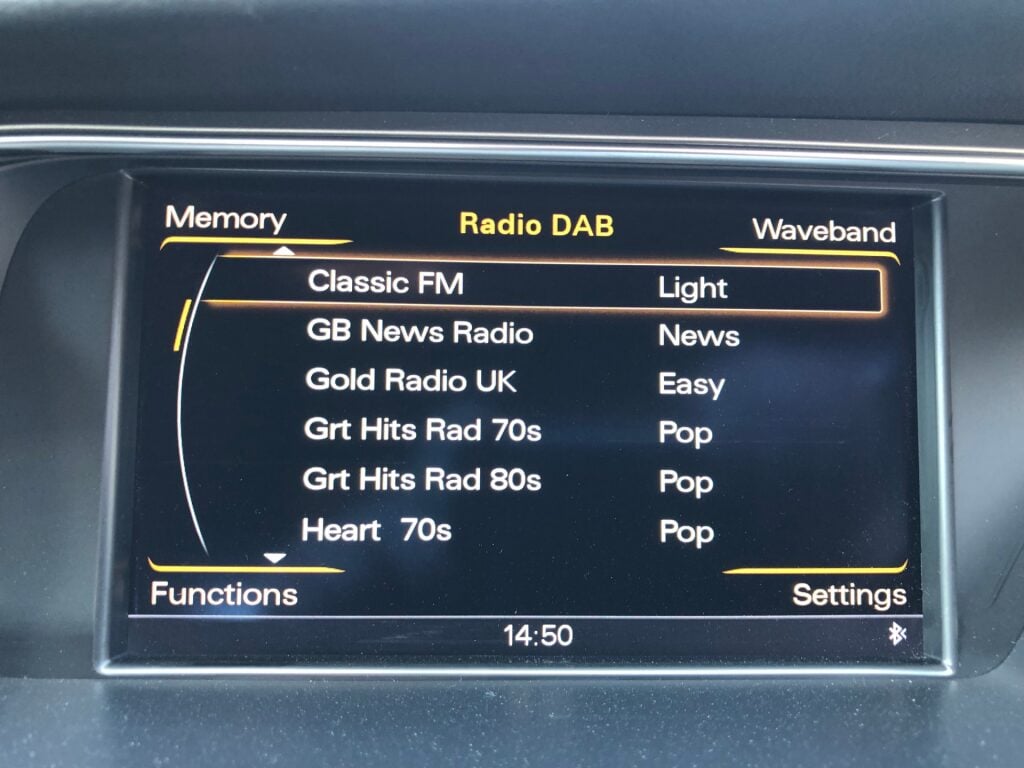 Memory Radio DAB Waveband
Classic FM Light
GB News Radio News
Gold Radio UK Easy
Grt Hits Rad 70s Pop
Grt Hits Rad 80s Pop
Heart 70s Pop
Functions Settings
14:50